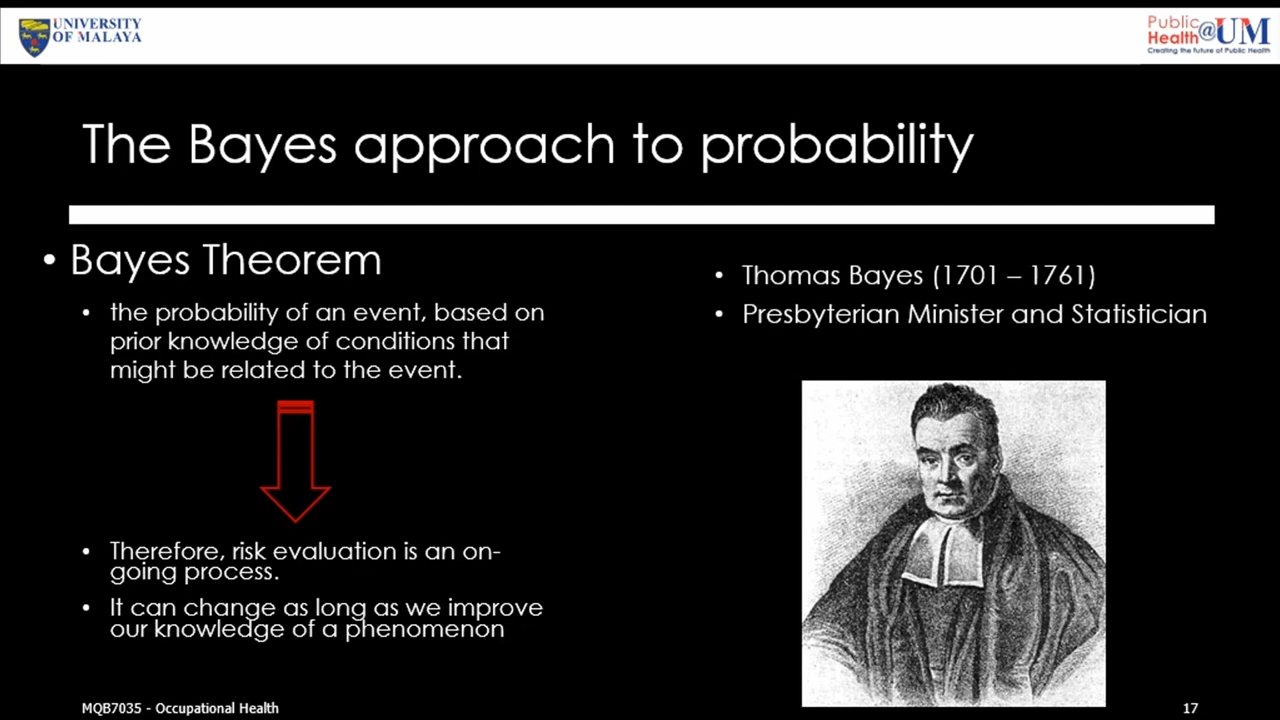 UNIVERSITY
OF MALAYA
Public
Health@UM
Creating the future of Public Health
The Bayes approach to probability
• Bayes Theorem
• the probability of an event, based on
prior knowledge of conditions that
might be related to the event.
• Therefore, risk evaluation is an on-
going process.
• It can change as long as we improve
our knowledge of a phenomenon
• Thomas Bayes (1701 – 1761)
• Presbyterian Minister and Statistician
MQB7035 - Occupational Health
17